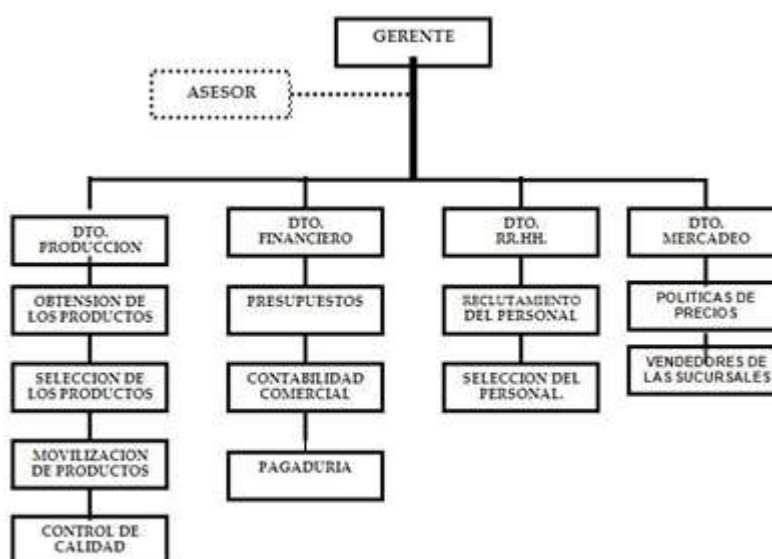 GERENTE
ASESOR
DTO.
PRODUCCION
OBTENSION DE
LOS PRODUCTOS
SELECCION DE
LOS PRODUCTOS
MOVILIZACION
DE PRODUCTOS
CONTROL DE
CALIDAD
DTO.
FINANCIERO
PRESUPUESTOS
CONTABILIDAD
COMERCIAL
PAGADURIA
DTO.
RR.HH.
RECLUTAMIENTO
DEL PERSONAL
SELECCION DEL
PERSONAL.
DTO.
MERCADEO
POLITICAS DE
PRECIOS
VENDEDORES DE
LAS SUCURSALES